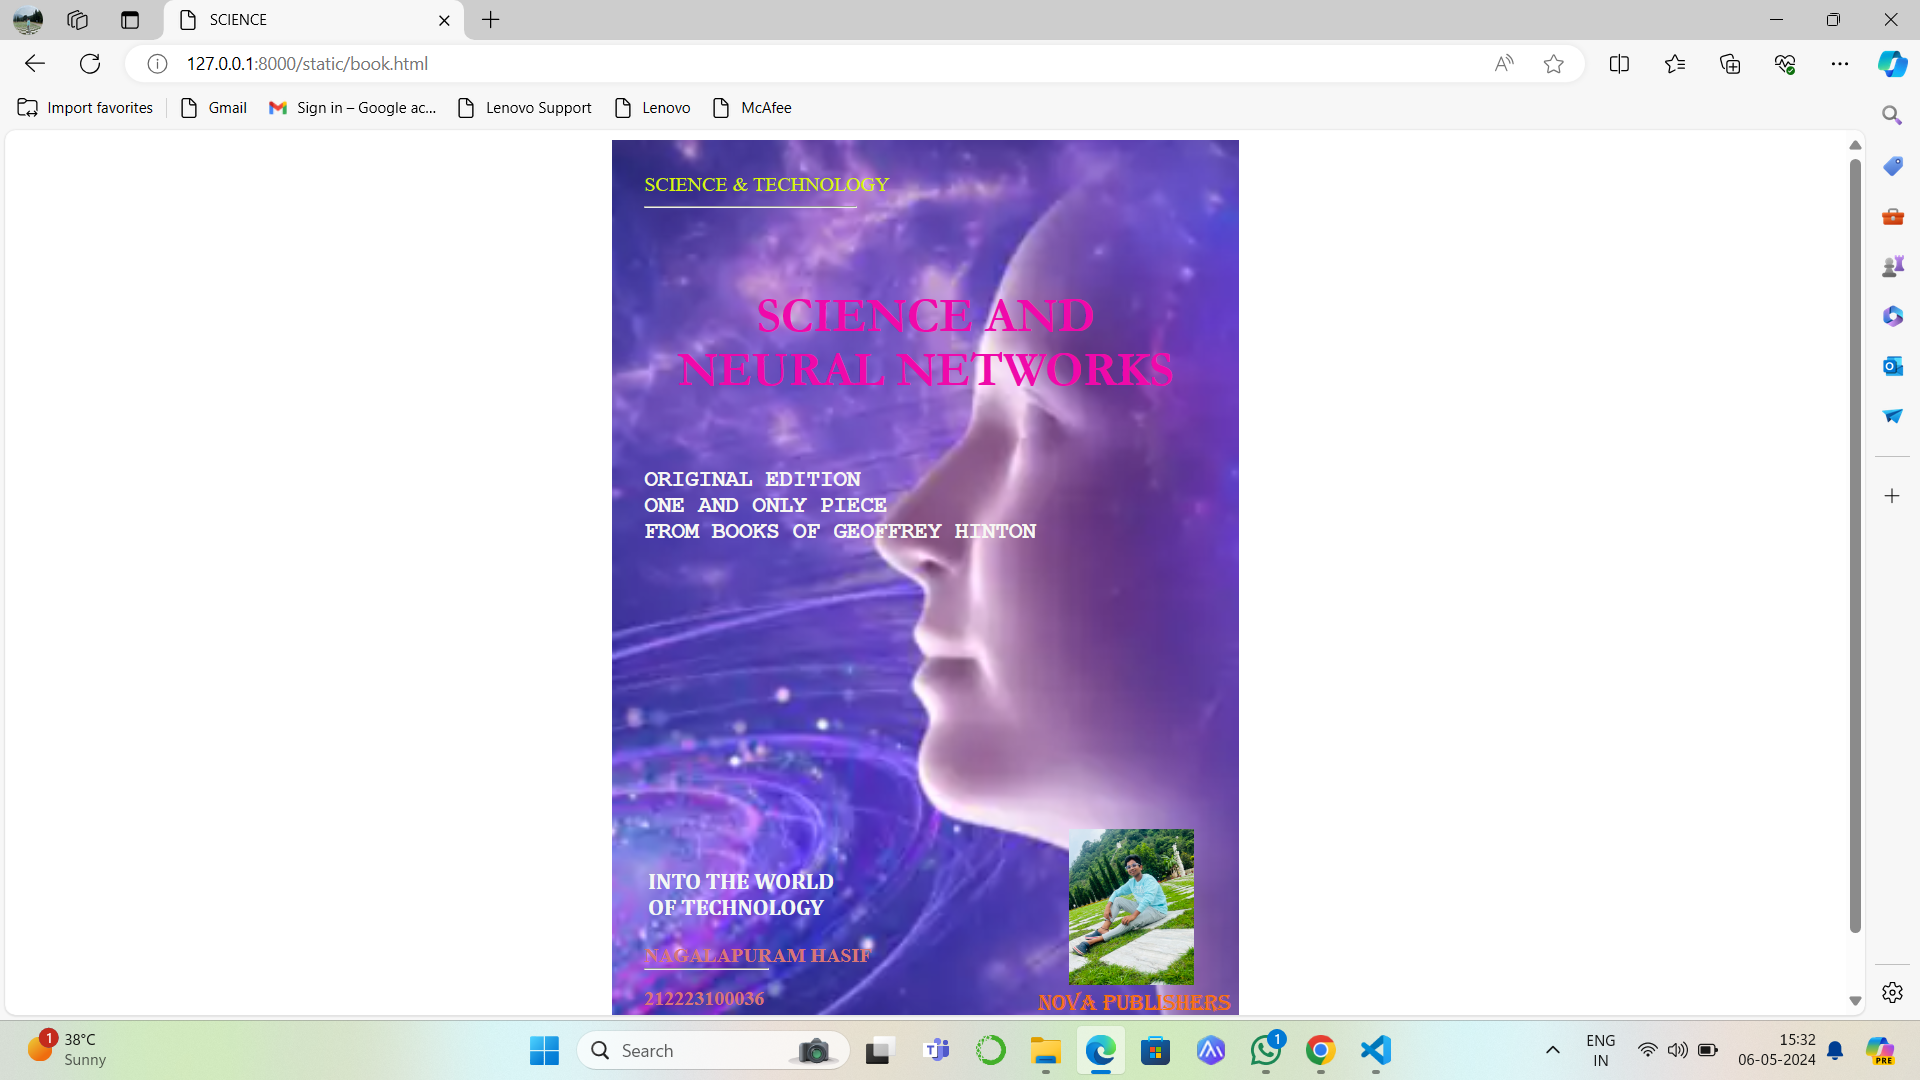 SCIENCE
127.0.0.1:8000/static/book.html
Import favorites
Gmail
Sign in – Google ac...
Lenovo Support
Lenovo
McAfee
SCIENCE & TECHNOLOGY
SCIENCE AND
NEURAL NETWORKS
ORIGINAL EDITION
ONE AND ONLY PIECE
FROM BOOKS OF GEOFFREY HINTON
INTO THE WORLD
OF TECHNOLOGY
NAGALAPURAM HASIF
212223100036
NOVA PUBLISHERS
1
38°C
Sunny
Search
1
ENG
IN
15:32
06-05-2024
PRE